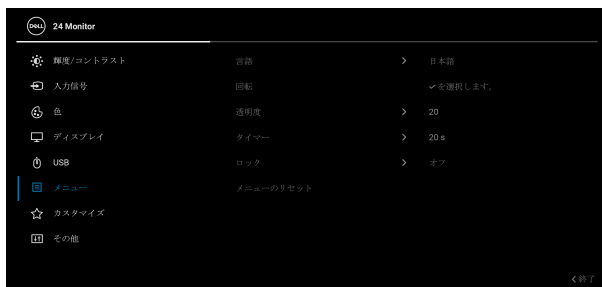 DELL 24 Monitor
輝度/コントラスト 言語 > 日本語
入力信号 回転 ✓を選択します。
色 透明度 > 20
ディスプレイ タイマー > 20 s
USB ロック > オフ
メニュー メニューのリセット
カスタマイズ
その他
<終了